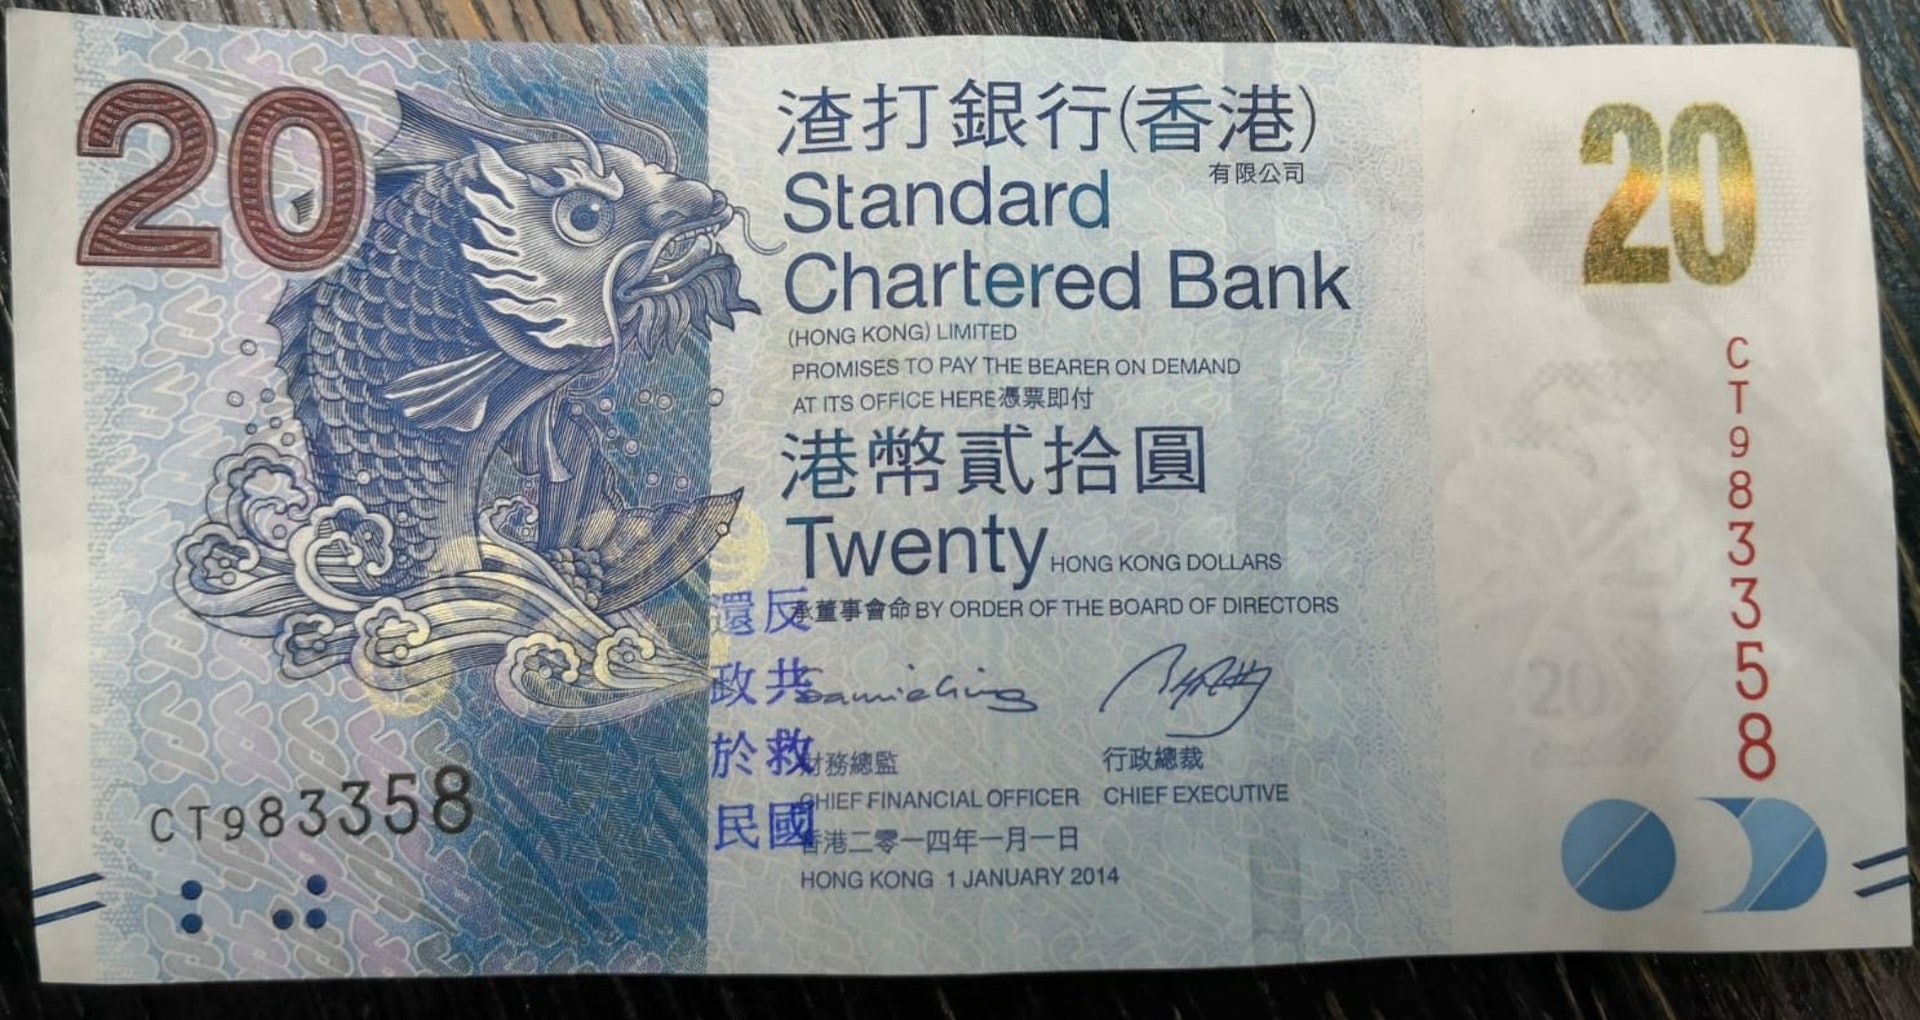 20
渣打銀行(香港)
有限公司
Standard
Chartered Bank
(HONG KONG) LIMITED
PROMISES TO PAY THE BEARER ON DEMAND
AT ITS OFFICE HERE憑票即付
港幣貳拾圓
Twenty HONG KONG DOLLARS
承董事會命 BY ORDER OF THE BOARD OF DIRECTORS
財務總監 行政總裁
CHIEF FINANCIAL OFFICER CHIEF EXECUTIVE
香港二零一四年一月一日
HONG KONG 1 JANUARY 2014
反共救國
還政於民
CT983358
20
CT983358
20